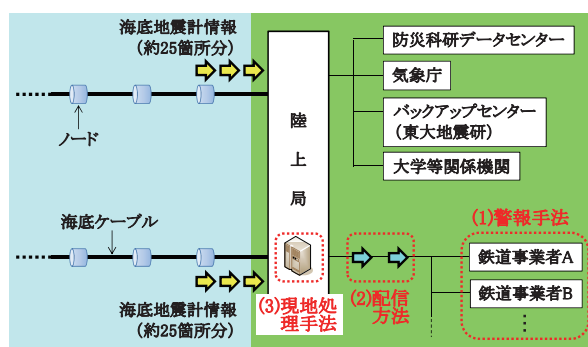 海底地震計情報
(約25箇所分)
ノード
海底ケーブル
海底地震計情報
(約25箇所分)
陸上局
(3)現地処
理手法
防災科研データセンター
気象庁
バックアップセンター
(東大地震研)
大学等関係機関
(2)配信
方法
(1)警報手法
鉄道事業者A
鉄道事業者B
⋮